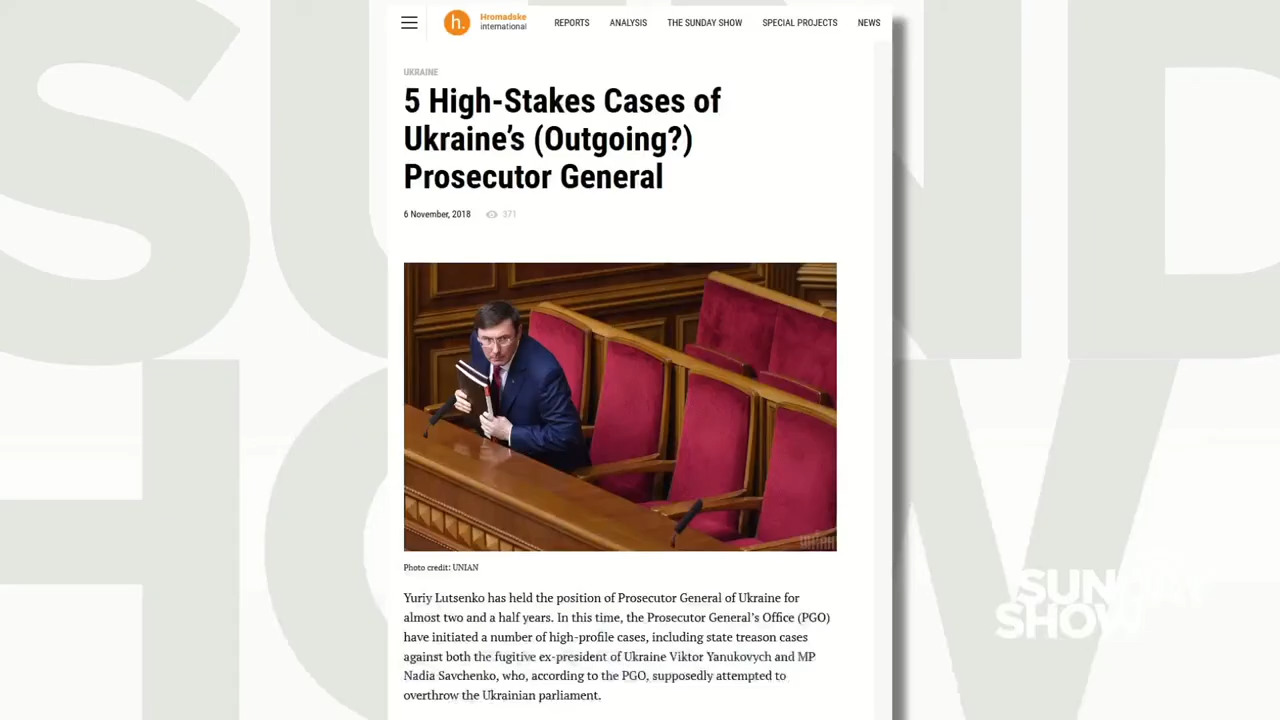 Hromadske
international
REPORTS
ANALYSIS
THE SUNDAY SHOW
SPECIAL PROJECTS
NEWS
h.
UKRAINE
5 High-Stakes Cases of
Ukraine's (Outgoing?)
Prosecutor General
6 November, 2018
371
Photo credit: UNIAN
Yuriy Lutsenko has held the position of Prosecutor General of Ukraine for
almost two and a half years. In this time, the Prosecutor General's Office (PGO)
have initiated a number of high-profile cases, including state treason cases
against both the fugitive ex-president of Ukraine Viktor Yanukovych and MP
Nadia Savchenko, who, according to the PGO, supposedly attempted to
overthrow the Ukrainian parliament.
SUNDAY
SHOW